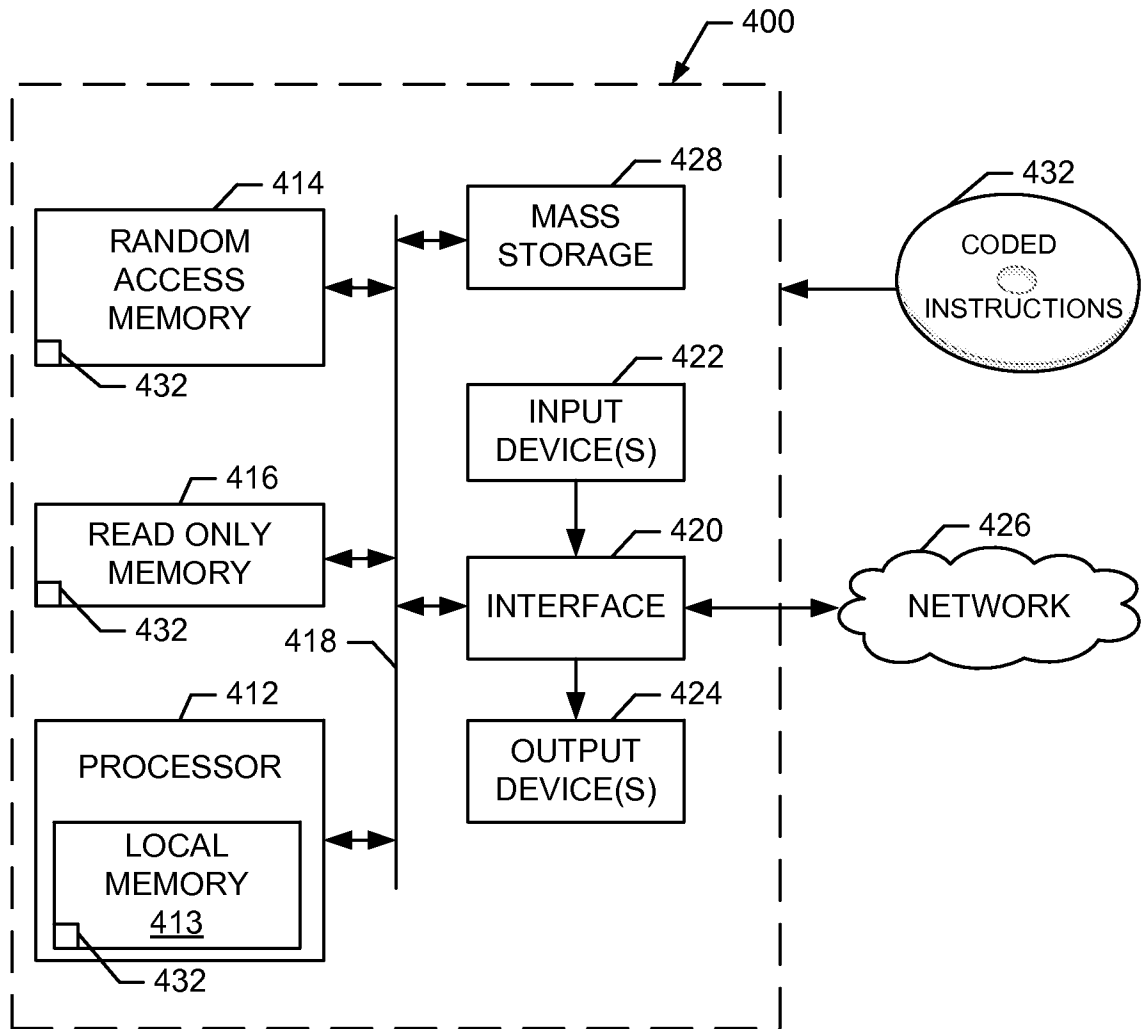 400
414
RANDOM
ACCESS
MEMORY
432
428
MASS
STORAGE
432
CODED
INSTRUCTIONS
422
INPUT
DEVICE(S)
416
READ ONLY
MEMORY
432
420
INTERFACE
426
NETWORK
418
412
PROCESSOR
LOCAL
MEMORY
413
432
424
OUTPUT
DEVICE(S)